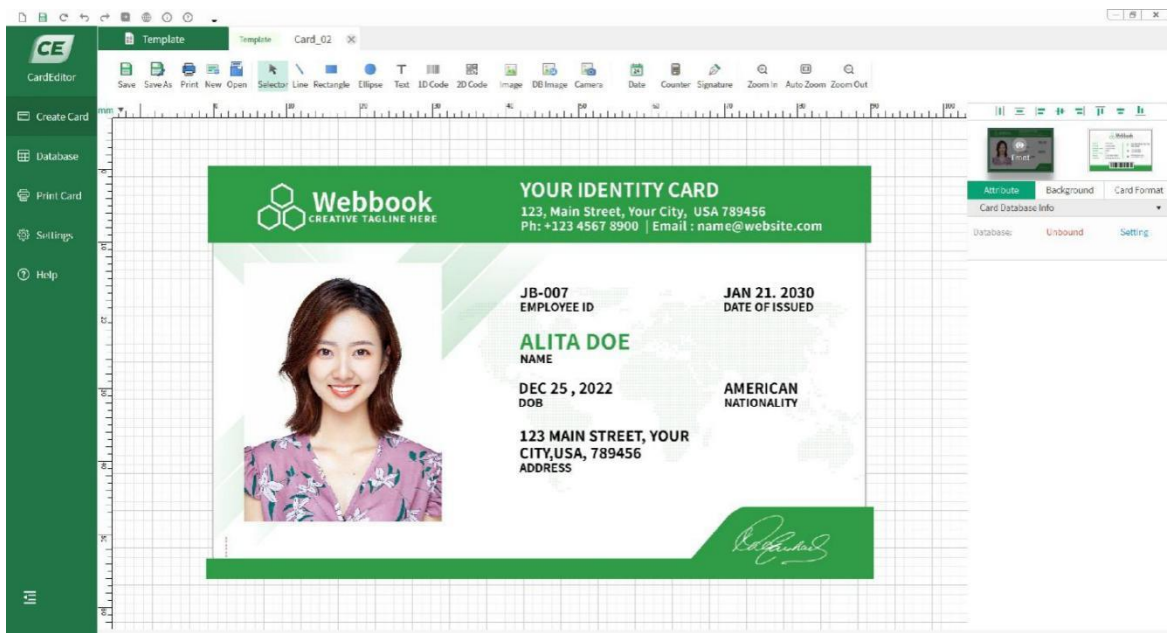 CE
CardEditor
Template
Template
Card_02
Save
Save As
Print
New
Open
Selector
Line
Rectangle
Ellipse
Text
1D Code
2D Code
Image
DB Image
Camera
Date
Counter
Signature
Zoom In
Auto Zoom
Zoom Out
mm
Create Card
Database
Print Card
Settings
Help
Webbook
CREATIVE TAGLINE HERE
YOUR IDENTITY CARD
123, Main Street, Your City, USA 789456
Ph: +123 4567 8900 | Email : name@website.com
JB-007
EMPLOYEE ID
JAN 21. 2030
DATE OF ISSUED
ALITA DOE
NAME
DEC 25 , 2022
DOB
AMERICAN
NATIONALITY
123 MAIN STREET, YOUR
CITY,USA, 789456
ADDRESS
Front
Webbook
Attribute
Background
Card Format
Card Database Info
Database:
Unbound
Setting